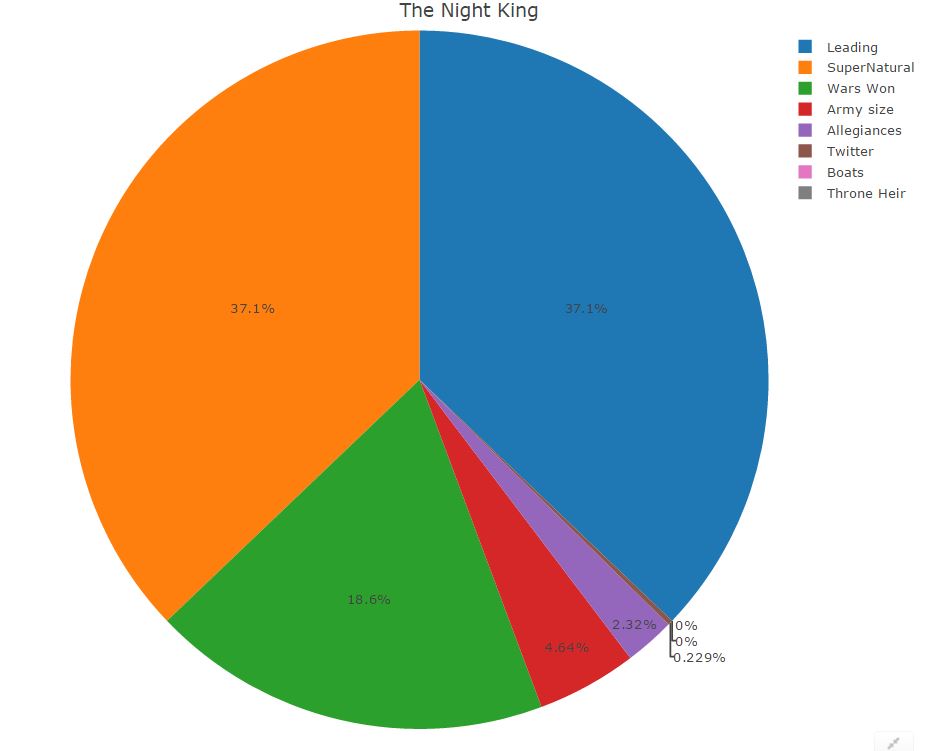 The Night King
Leading
SuperNatural
Wars Won
Army size
Allegiances
Twitter
Boats
Throne Heir
37.1%
37.1%
18.6%
4.64%
2.32%
0%
0%
0.229%